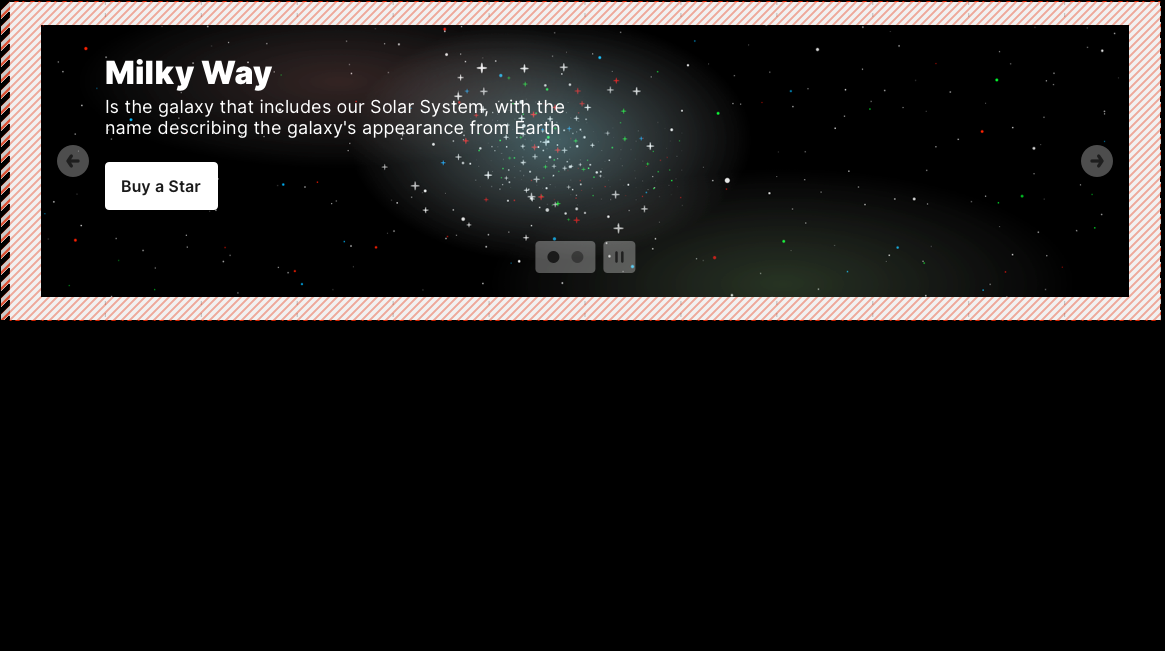 Milky Way
Is the galaxy that includes our Solar System, with the
name describing the galaxy's appearance from Earth
Buy a Star